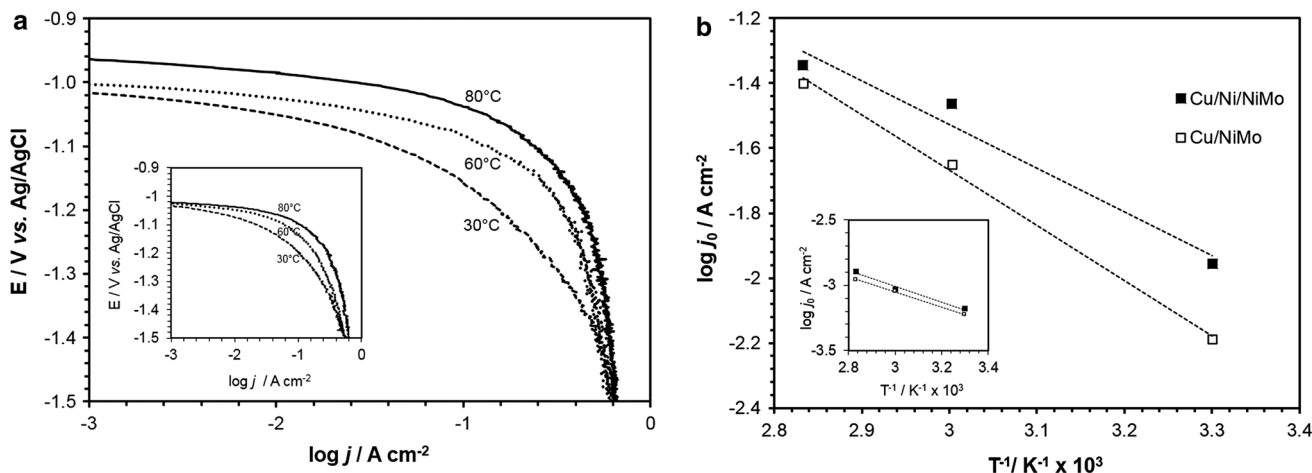 a
E / V vs. Ag/AgCl
-0.9
-1.0
-1.1
-1.2
-1.3
-1.4
-1.5
80°C
60°C
30°C
-3
-2
-1
0
log j / A cm-2
E / V vs. Ag/AgCl
-0.9
-1
-1.1
-1.2
-1.3
-1.4
-1.5
80°C
60°C
30°C
-3
-2
-1
0
log j / A cm-2
b
log j0 / A cm-2
-1.2
-1.4
-1.6
-1.8
-2
-2.2
-2.4
Cu/Ni/NiMo
Cu/NiMo
2.8
2.9
3
3.1
3.2
3.3
3.4
T-1/ K-1 x 103
log j0 / A cm-2
-2.5
-3
-3.5
2.8
3
3.2
3.4
T-1/ K-1 x 103